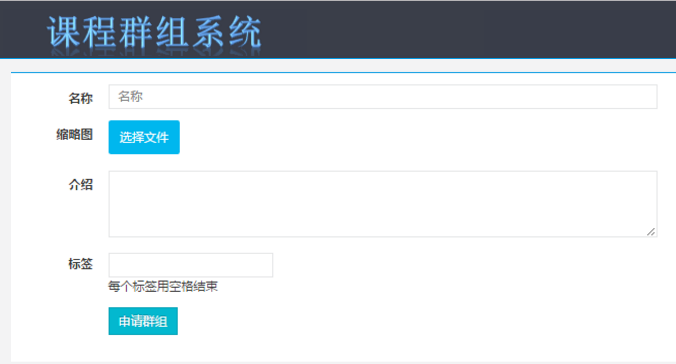 课程群组系统
名称 名称
缩略图 选择文件
介绍
标签
每个标签用空格结束
申请群组